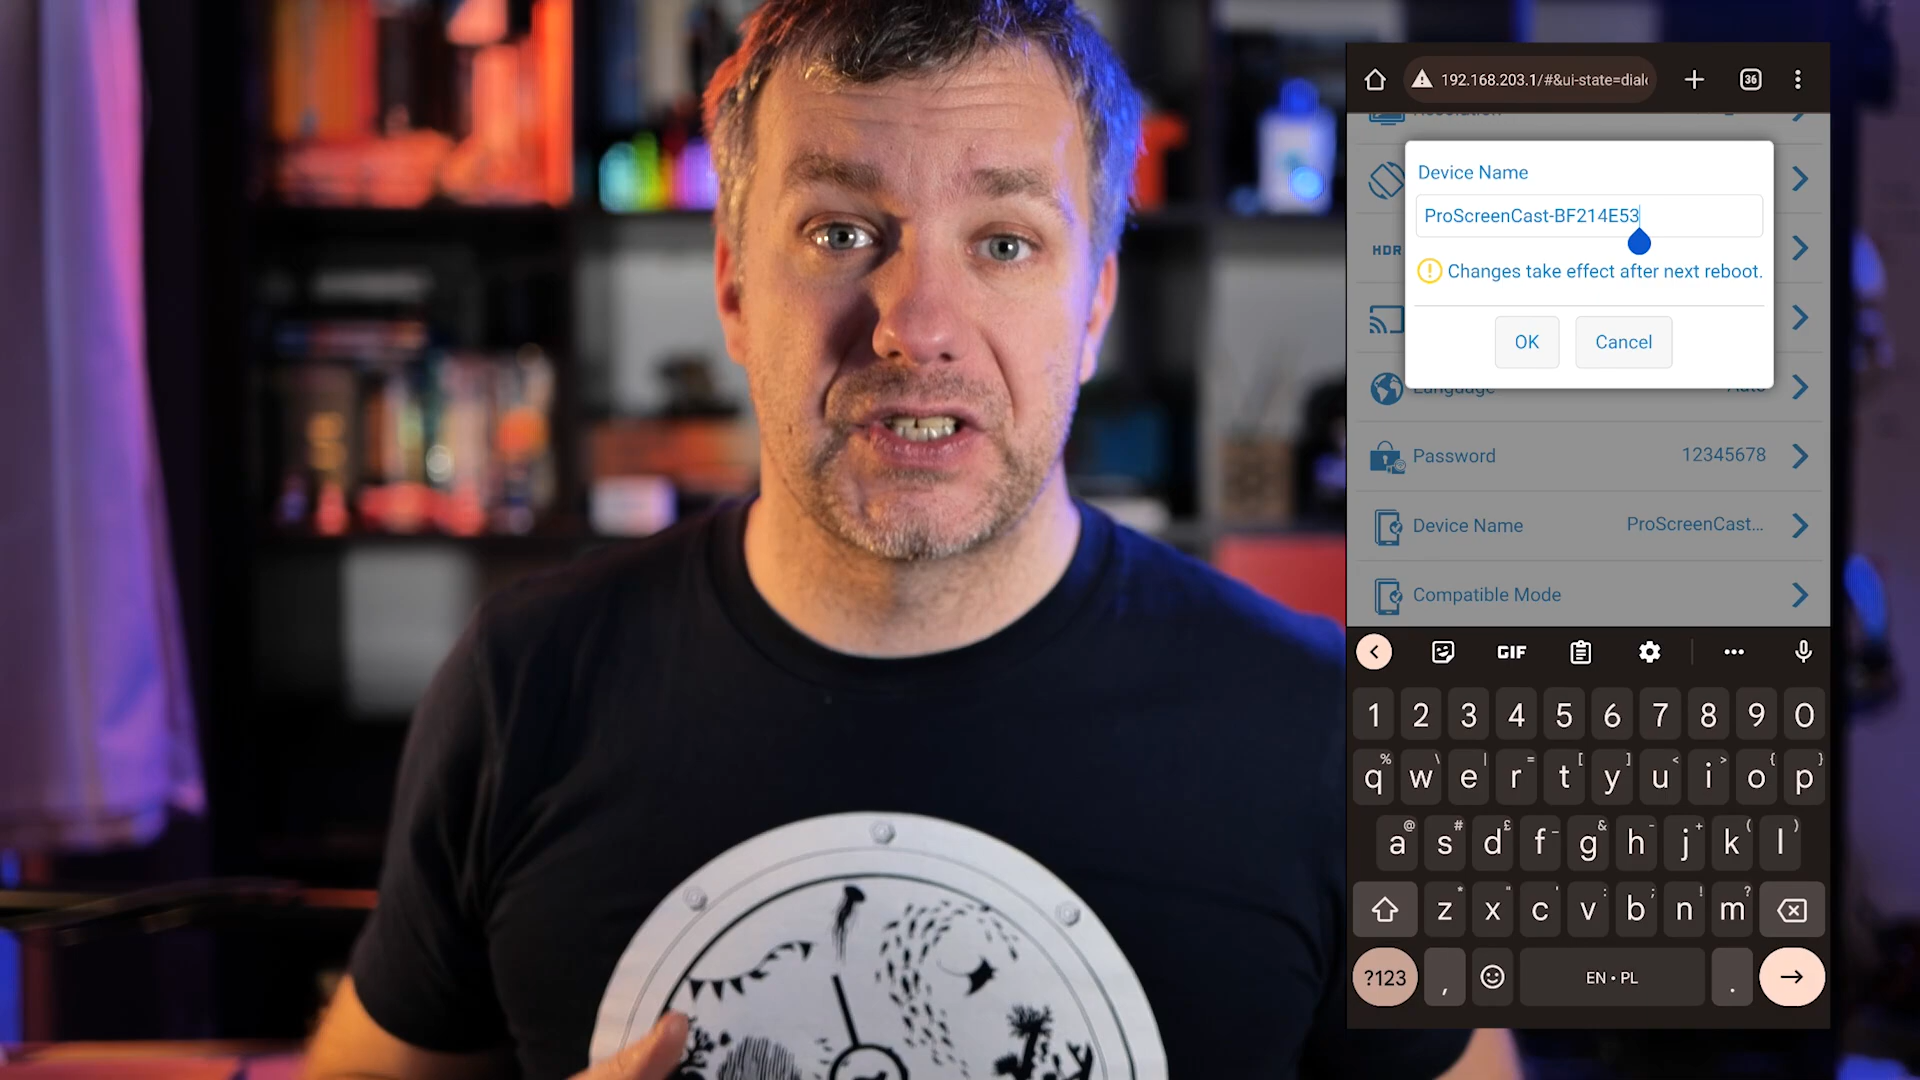 192.168.203.1/#&ui-state=dial
36
Device Name
ProScreenCast-BF214E53
Changes take effect after next reboot.
OK
Cancel
HDR
Language
Auto
Password
12345678
Device Name
ProScreenCast...
Compatible Mode
GIF
1 2 3 4 5 6 7 8 9 0
% \ | = [ ] < > { }
q w e r t y u i o p
@ # £ _ & - + ( )
a s d f g h j k l
* " ' : ; ! ?
z x c v b n m
?123 , EN • PL .